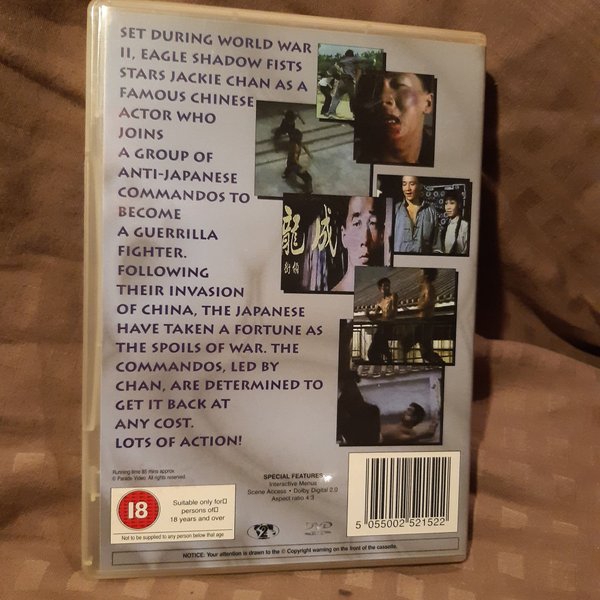 SET DURING WORLD WAR
II, EAGLE SHADOW FISTS
STARS JACKIE CHAN AS A
FAMOUS CHINESE
ACTOR WHO
JOINS
A GROUP OF
ANTI-JAPANESE
COMMANDOS TO
BECOME
A GUERRILLA
FIGHTER.
FOLLOWING
THEIR INVASION
OF CHINA, THE JAPANESE
HAVE TAKEN A FORTUNE AS
THE SPOILS OF WAR. THE
COMMANDOS, LED BY
CHAN, ARE DETERMINED TO
GET IT BACK AT
ANY COST.
LOTS OF ACTION!
龍成
Running time 85 mins approx.
© Parade Video. All rights reserved.
18
Suitable only for□
persons of□
18 years and over
Not to be supplied to any person below that age
SPECIAL FEATURES
Interactive Menus
Scene Access • Dolby Digital 2.0
Aspect ratio 4:3
2
DVD
5 055002 521522
NOTICE: Your attention is drawn to the © Copyright warning on the front of the cassette.